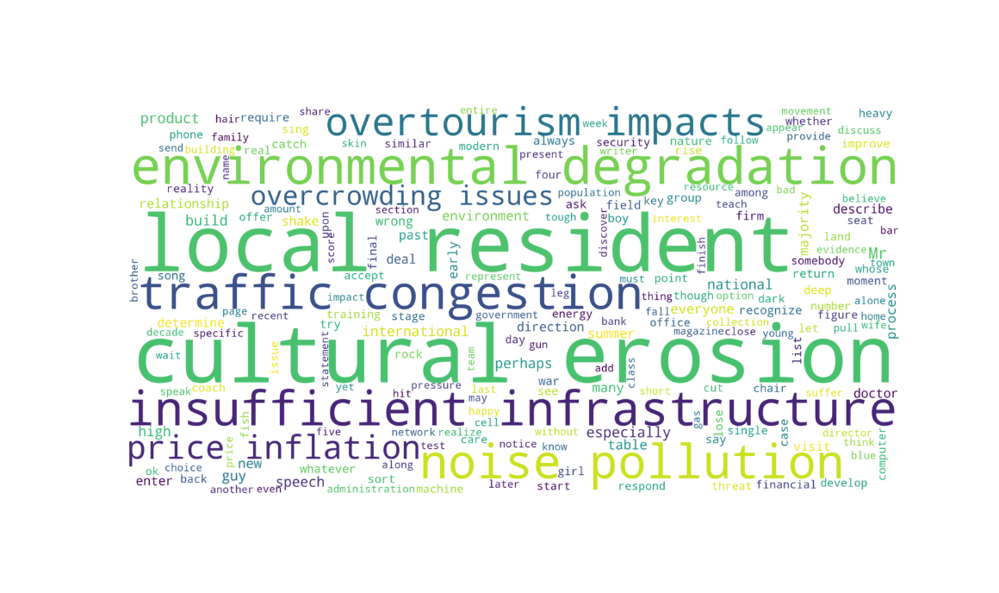 share entire movement heavy
product hair require overtourism impacts week appear discuss
sing always
phone family catch skin similar modern security nature follow whether provide improve
send building real present writer rise
name environmental degradation
four
reality overcrowding issues population resource bad among believe
relationship amount section environment ask field key group teach majority describe
build offer shake upon wrong tough boy discover interest firm seat
past land bar
local resident
score final deal early finish evidence Mr
somebody town
brother song accept represent must point national return whose
moment
traffic congestion
impact leg thing though option dark deep number alone process
page recent training stage government energy fall everyone recognize figure home
determine try international direction bank office collection let pull wife
decade specific day gun summer magazine close young list
wait issue statement rock team perhaps add class
cultural erosion
speak coach yet hit pressure last war see many short cut chair suffer doctor
may
insufficient infrastructure
happy cell gas lose case
high fish five network realize without especially single director
price inflation
price test care notice know table say visit think blue computer
ok choice new whatever along noise pollution
enter back guy speech sort later girl
another even administration machine start respond threat financial develop